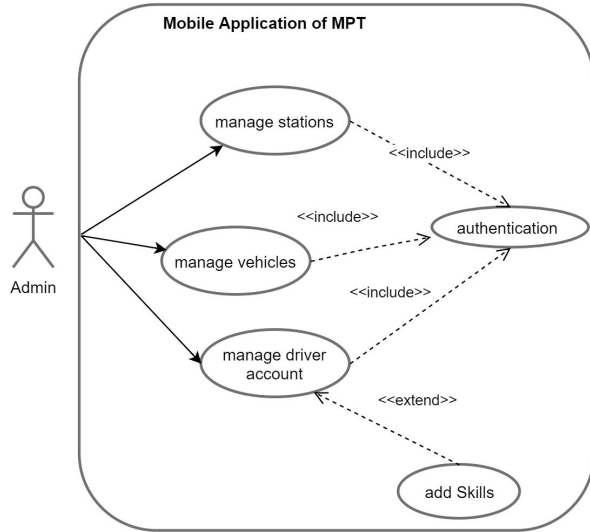 Mobile Application of MPT
manage stations
<<include>>
<<include>>
authentication
manage vehicles
Admin
<<include>>
manage driver
account
<<extend>>
add Skills